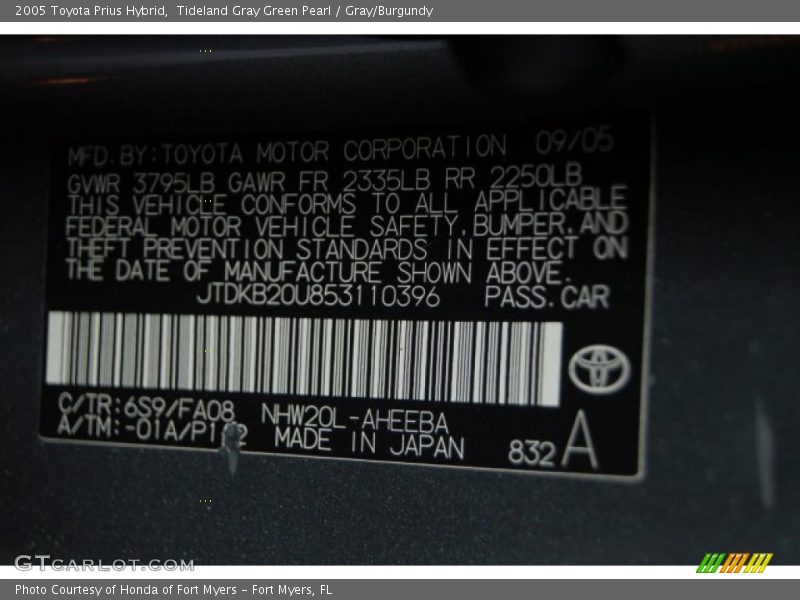 2005 Toyota Prius Hybrid,  Tideland Gray Green Pearl / Gray/Burgundy
MFD. BY: TOYOTA MOTOR CORPORATION 09/05
GVWR 3795LB GAWR FR 2335LB RR 2250LB
THIS VEHICLE CONFORMS TO ALL APPLICABLE
FEDERAL MOTOR VEHICLE SAFETY, BUMPER, AND
THEFT PREVENTION STANDARDS IN EFFECT ON
THE DATE OF MANUFACTURE SHOWN ABOVE.
JTDKB20U853110396 PASS. CAR
C/TR: 6S9/FA08 NHW20L-AHEEBA
A/TM: -01A/P112 MADE IN JAPAN 832 A
GTCARLOT.COM
Photo Courtesy of Honda of Fort Myers - Fort Myers, FL